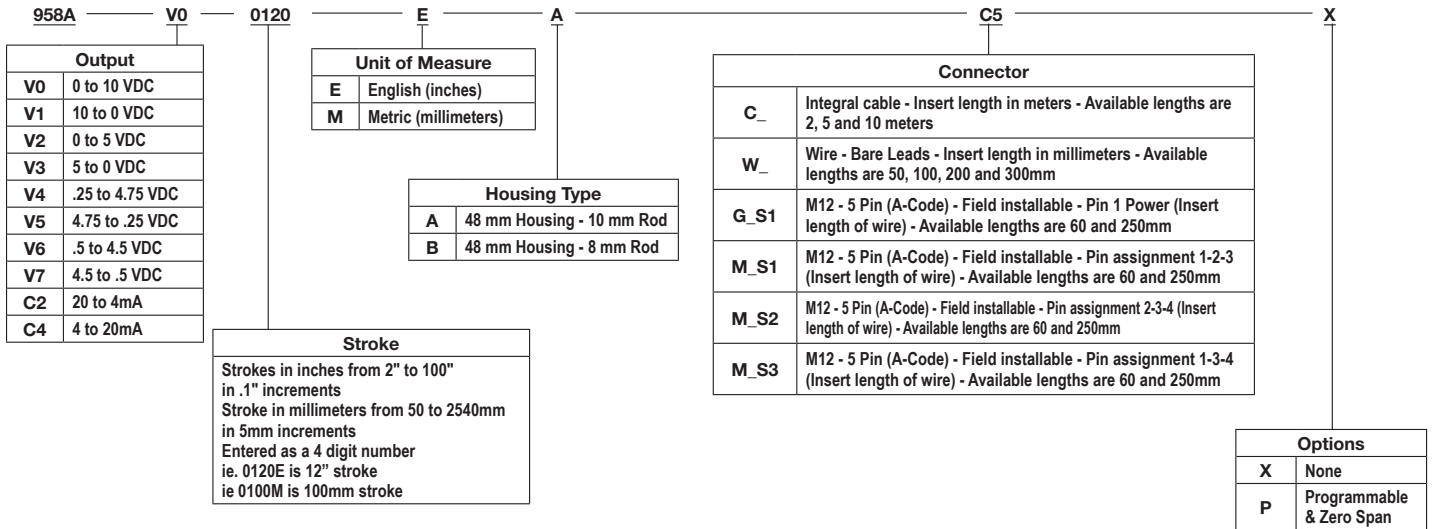 958A V0 0120 E A C5 X
Output
V0 0 to 10 VDC
V1 10 to 0 VDC
V2 0 to 5 VDC
V3 5 to 0 VDC
V4 .25 to 4.75 VDC
V5 4.75 to .25 VDC
V6 .5 to 4.5 VDC
V7 4.5 to .5 VDC
C2 20 to 4mA
C4 4 to 20mA
Stroke
Strokes in inches from 2" to 100"
in .1" increments
Stroke in millimeters from 50 to 2540mm
in 5mm increments
Entered as a 4 digit number
ie. 0120E is 12” stroke
ie 0100M is 100mm stroke
Unit of Measure
E English (inches)
M Metric (millimeters)
Housing Type
A 48 mm Housing - 10 mm Rod
B 48 mm Housing - 8 mm Rod
Connector
C_ Integral cable - Insert length in meters - Available lengths are
2, 5 and 10 meters
W_ Wire - Bare Leads - Insert length in millimeters - Available
lengths are 50, 100, 200 and 300mm
G_S1 M12 - 5 Pin (A-Code) - Field installable - Pin 1 Power (Insert
length of wire) - Available lengths are 60 and 250mm
M_S1 M12 - 5 Pin (A-Code) - Field installable - Pin assignment 1-2-3
(Insert length of wire) - Available lengths are 60 and 250mm
M_S2 M12 - 5 Pin (A-Code) - Field installable - Pin assignment 2-3-4 (Insert
length of wire) - Available lengths are 60 and 250mm
M_S3 M12 - 5 Pin (A-Code) - Field installable - Pin assignment 1-3-4
(Insert length of wire) - Available lengths are 60 and 250mm
Options
X None
P Programmable
& Zero Span